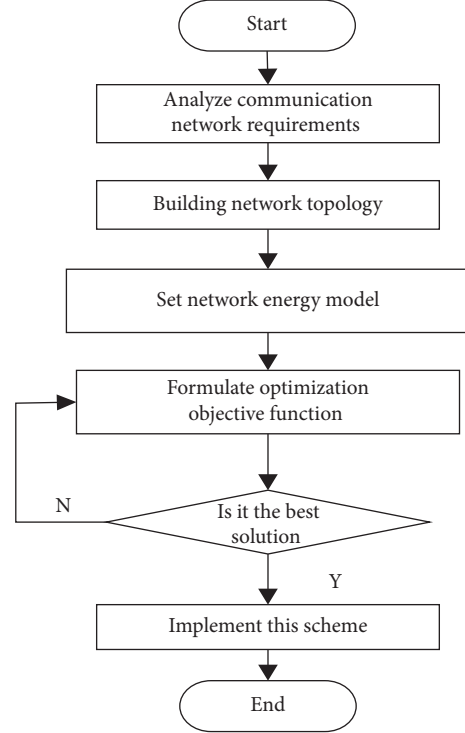 Start
Analyze communication
network requirements
Building network topology
Set network energy model
Formulate optimization
objective function
Is it the best
solution
N
Y
Implement this scheme
End